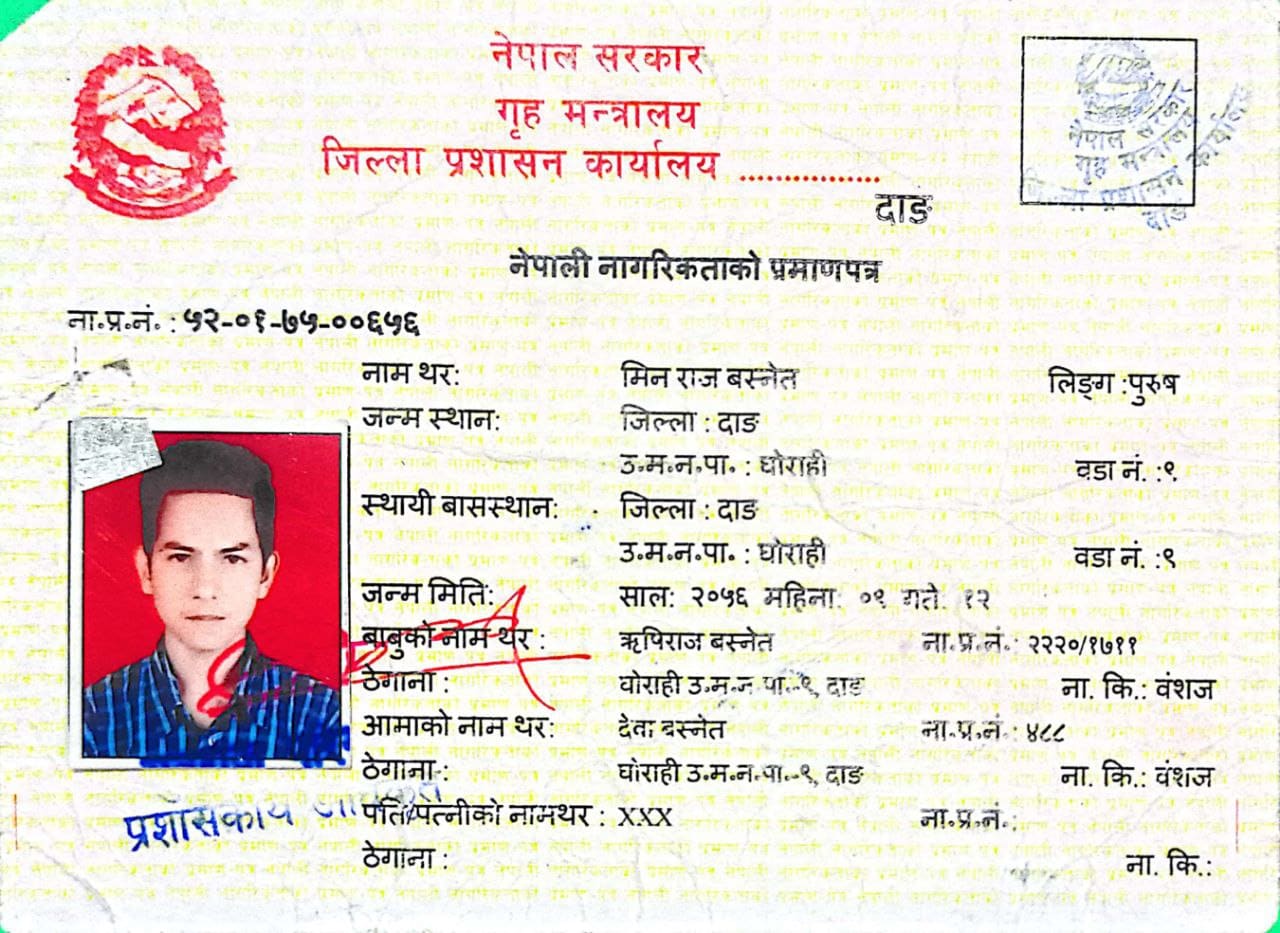 नेपाल सरकार
गृह मन्त्रालय
जिल्ला प्रशासन कार्यालय ................
दाङ
नेपाल सरकार
गृह मन्त्रालय
जिल्ला प्रशासन कार्यालय
दाङ
नेपाली नागरिकताको प्रमाणपत्र
ना.प्र.नं. : ५२-०१-७५-००६५६
नाम थर: मिन राज बस्नेत लिङ्ग :पुरुष
जन्म स्थान: जिल्ला : दाङ
उ.म.न.पा. : घोराही वडा नं. :९
स्थायी बासस्थान: जिल्ला : दाङ
उ.म.न.पा. : घोराही वडा नं. :९
जन्म मिति: साल: २०५६ महिना: ०९ गते: १२
बाबुको नाम थर : ऋषिराज बस्नेत ना.प्र.नं.: २२२०/१७११
ठेगाना : घोराही उ.म.न.पा.-९, दाङ ना. कि.: वंशज
आमाको नाम थर: देवा बस्नेत ना.प्र.नं : ४८८
ठेगाना : घोराही उ.म.न.पा.-९, दाङ ना. कि.: वंशज
पति/पत्नीको नामथर : XXX ना.प्र.नं.:
ठेगाना : ना. कि.:
प्रशासकीय